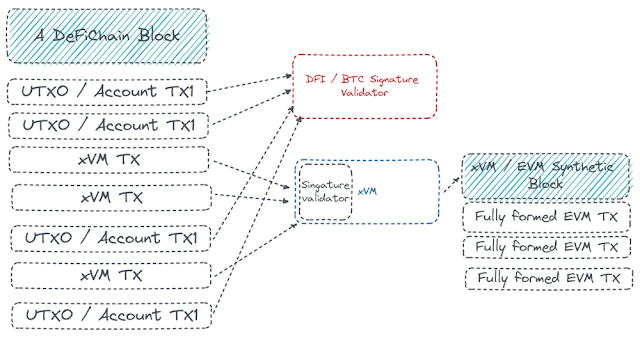 A DeFiChain Block
UTXO / Account TX1
UTXO / Account TX1
xVM TX
xVM TX
UTXO / Account TX1
xVM TX
UTXO / Account TX1
DFI / BTC Signature
Validator
Singature
validator
xVM
xVM / EVM Synthetic
Block
Fully formed EVM TX
Fully formed EVM TX
Fully formed EVM TX